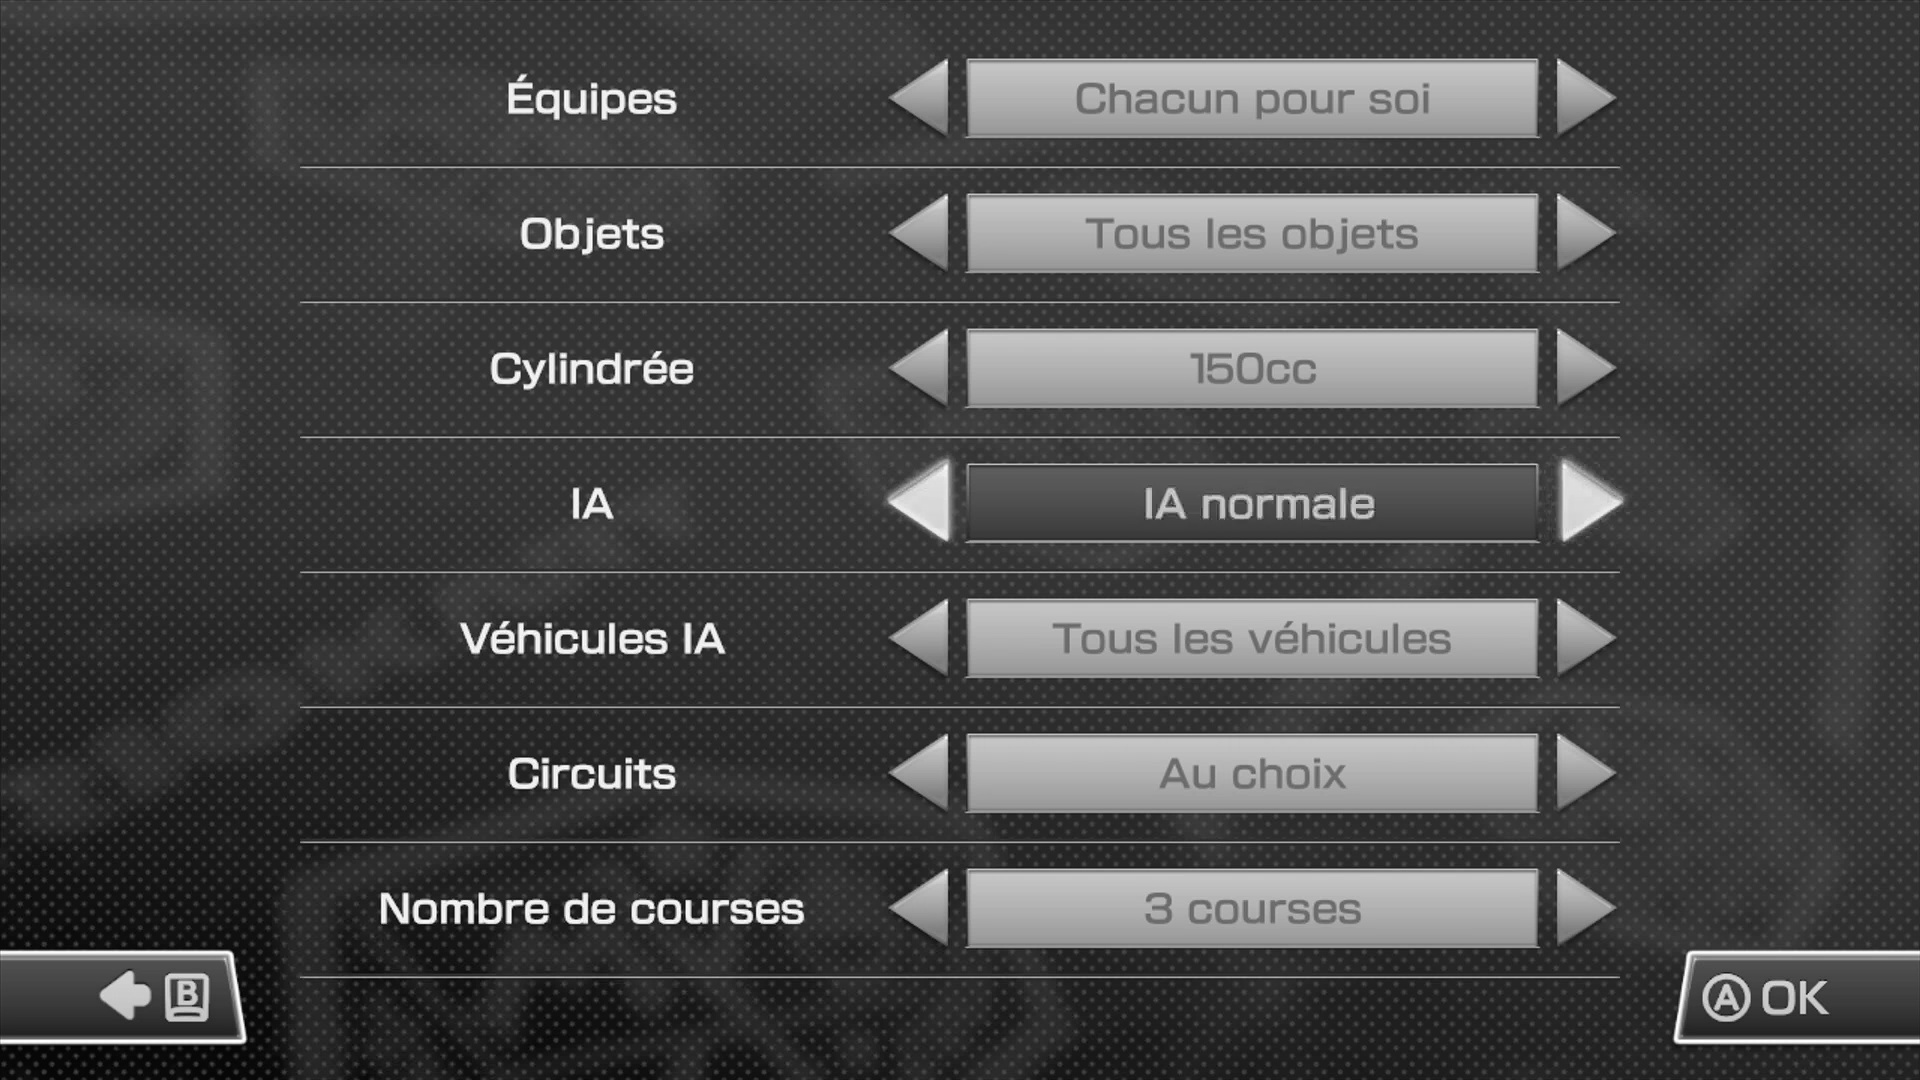 Équipes
Chacun pour soi
Objets
Tous les objets
Cylindrée
150cc
IA
IA normale
Véhicules IA
Tous les véhicules
Circuits
Au choix
Nombre de courses
3 courses
B
A OK